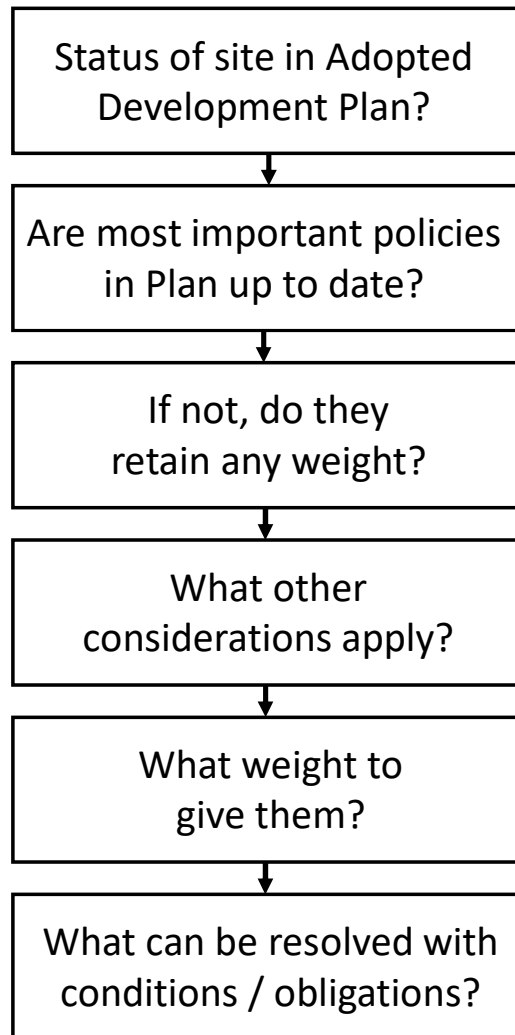 Status of site in Adopted
Development Plan?
Are most important policies
in Plan up to date?
If not, do they
retain any weight?
What other
considerations apply?
What weight to
give them?
What can be resolved with
conditions / obligations?